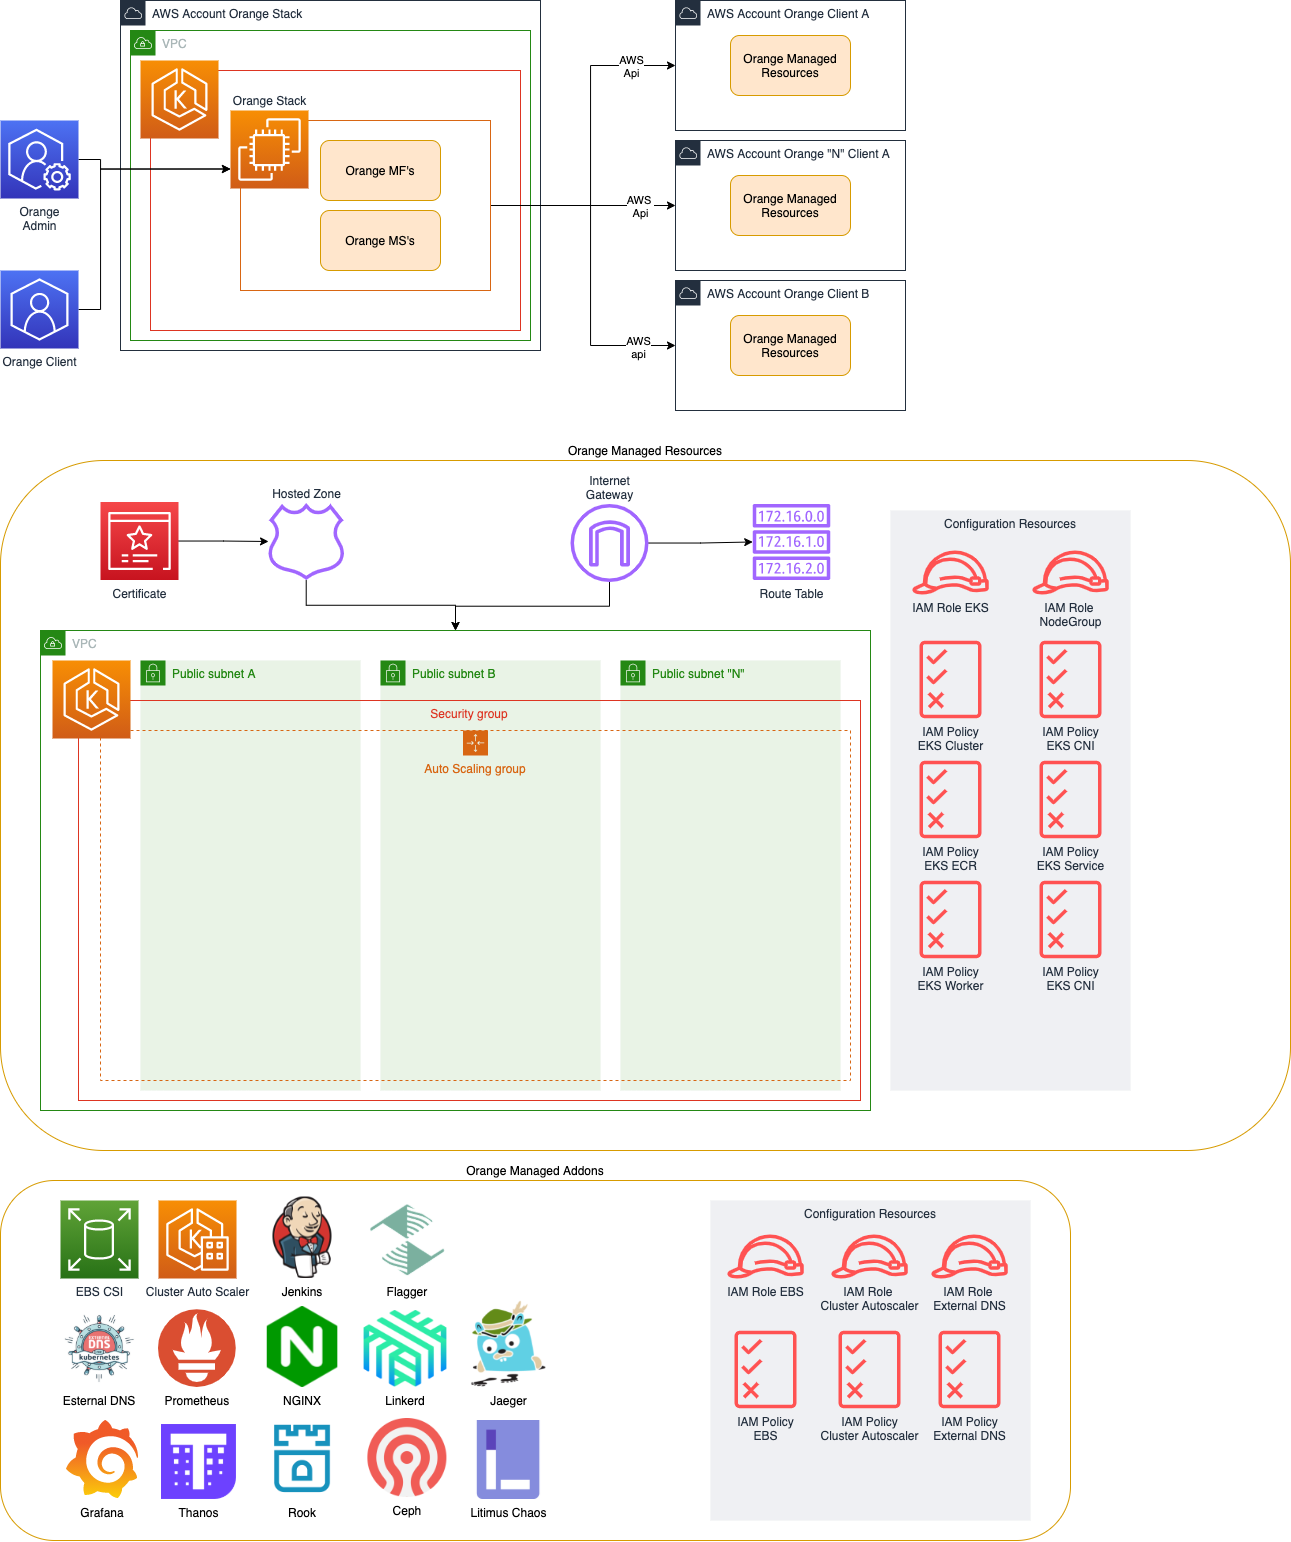 AWS Account Orange Stack
VPC
Orange Stack
Orange MF's
Orange MS's
Orange
Admin
Orange Client
AWS
Api
AWS
Api
AWS
api
AWS Account Orange Client A
Orange Managed
Resources
AWS Account Orange "N" Client A
Orange Managed
Resources
AWS Account Orange Client B
Orange Managed
Resources
Orange Managed Resources
Certificate
Hosted Zone
Internet
Gateway
172.16.0.0
172.16.1.0
172.16.2.0
Route Table
VPC
Public subnet A
Public subnet B
Public subnet "N"
Security group
Auto Scaling group
Configuration Resources
IAM Role EKS
IAM Role
NodeGroup
IAM Policy
EKS Cluster
IAM Policy
EKS CNI
IAM Policy
EKS ECR
IAM Policy
EKS Service
IAM Policy
EKS Worker
IAM Policy
EKS CNI
Orange Managed Addons
EBS CSI
Cluster Auto Scaler
Jenkins
Flagger
EXTERNAL
DNS
kubernetes
Esternal DNS
Prometheus
NGINX
Linkerd
Jaeger
Grafana
Thanos
Rook
Ceph
Litimus Chaos
Configuration Resources
IAM Role EBS
IAM Role
Cluster Autoscaler
IAM Role
External DNS
IAM Policy
EBS
IAM Policy
Cluster Autoscaler
IAM Policy
External DNS